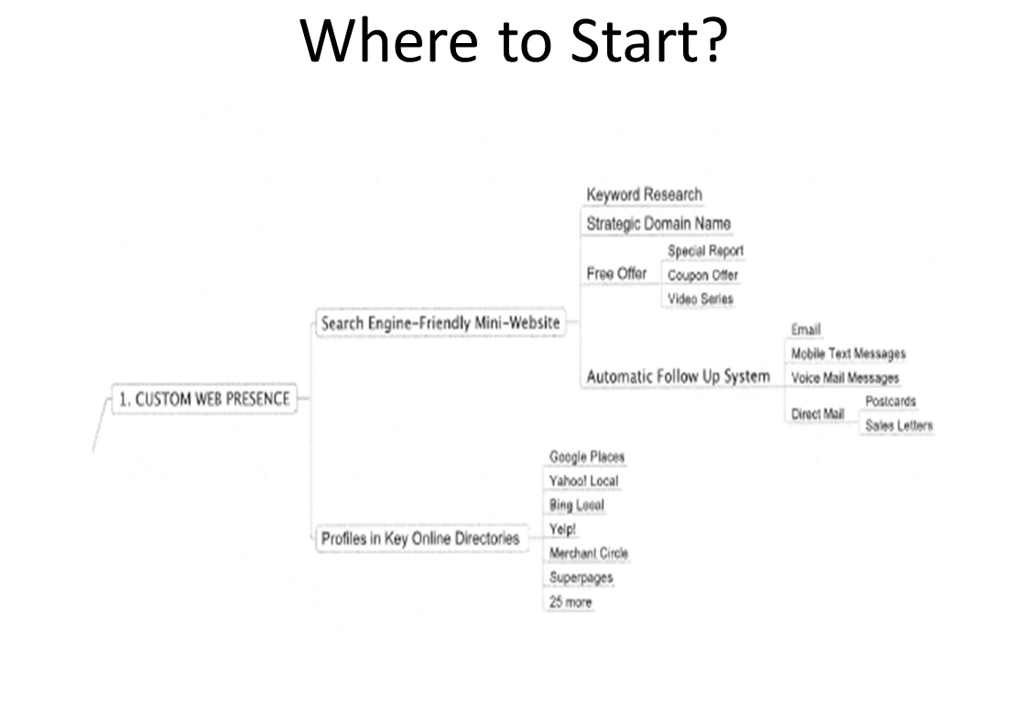 Where to Start?
Keyword Research
Strategic Domain Name
Free Offer
Special Report
Coupon Offer
Video Series
Search Engine-Friendly Mini-Website
Automatic Follow Up System
Email
Mobile Text Messages
Voice Mail Messages
Direct Mail
Postcards
Sales Letters
1. CUSTOM WEB PRESENCE
Profiles in Key Online Directories
Google Places
Yahoo! Local
Bing Local
Yelp!
Merchant Circle
Superpages
25 more